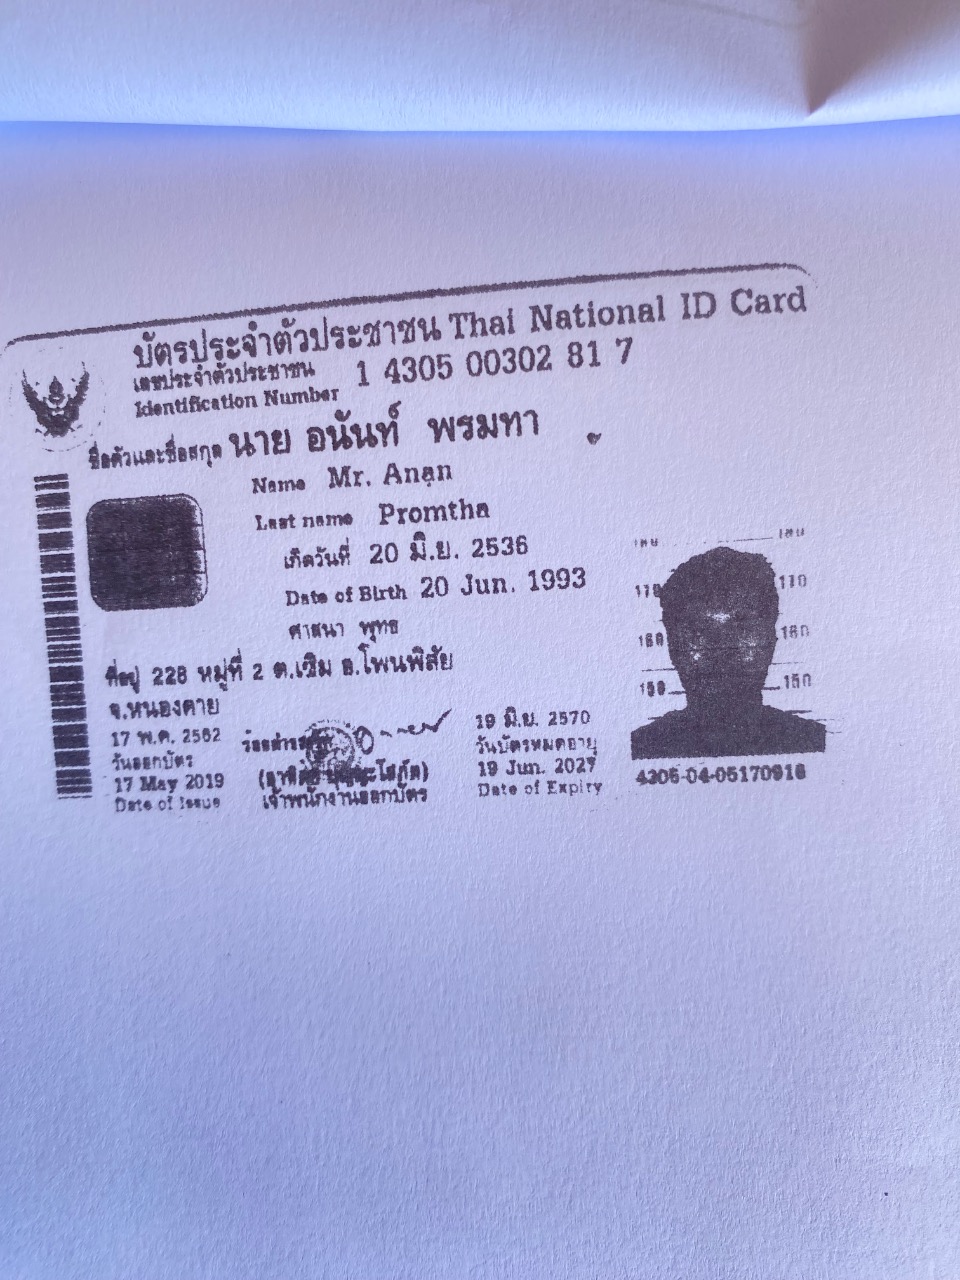 บัตรประจำตัวประชาชน Thai National ID Card
เลขประจำตัวประชาชน
Identification Number
1 4305 00302 81 7
ชื่อตัวและชื่อสกุล นาย อนันท์ พรมทา
Name Mr. Anan
Last name Promtha
เกิดวันที่ 20 มิ.ย. 2536
Date of Birth 20 Jun. 1993
ศาสนา พุทธ
ที่อยู่ 228 หมู่ที่ 2 ต.เซิม อ.โพนพิสัย
จ.หนองคาย
17 พ.ค. 2562
วันออกบัตร
17 May 2019
Date of Issue
เจ้าพนักงานออกบัตร
19 มิ.ย. 2570
วันบัตรหมดอายุ
19 Jun. 2027
Date of Expiry
170 170
160 160
150 150
4305-04-05170916